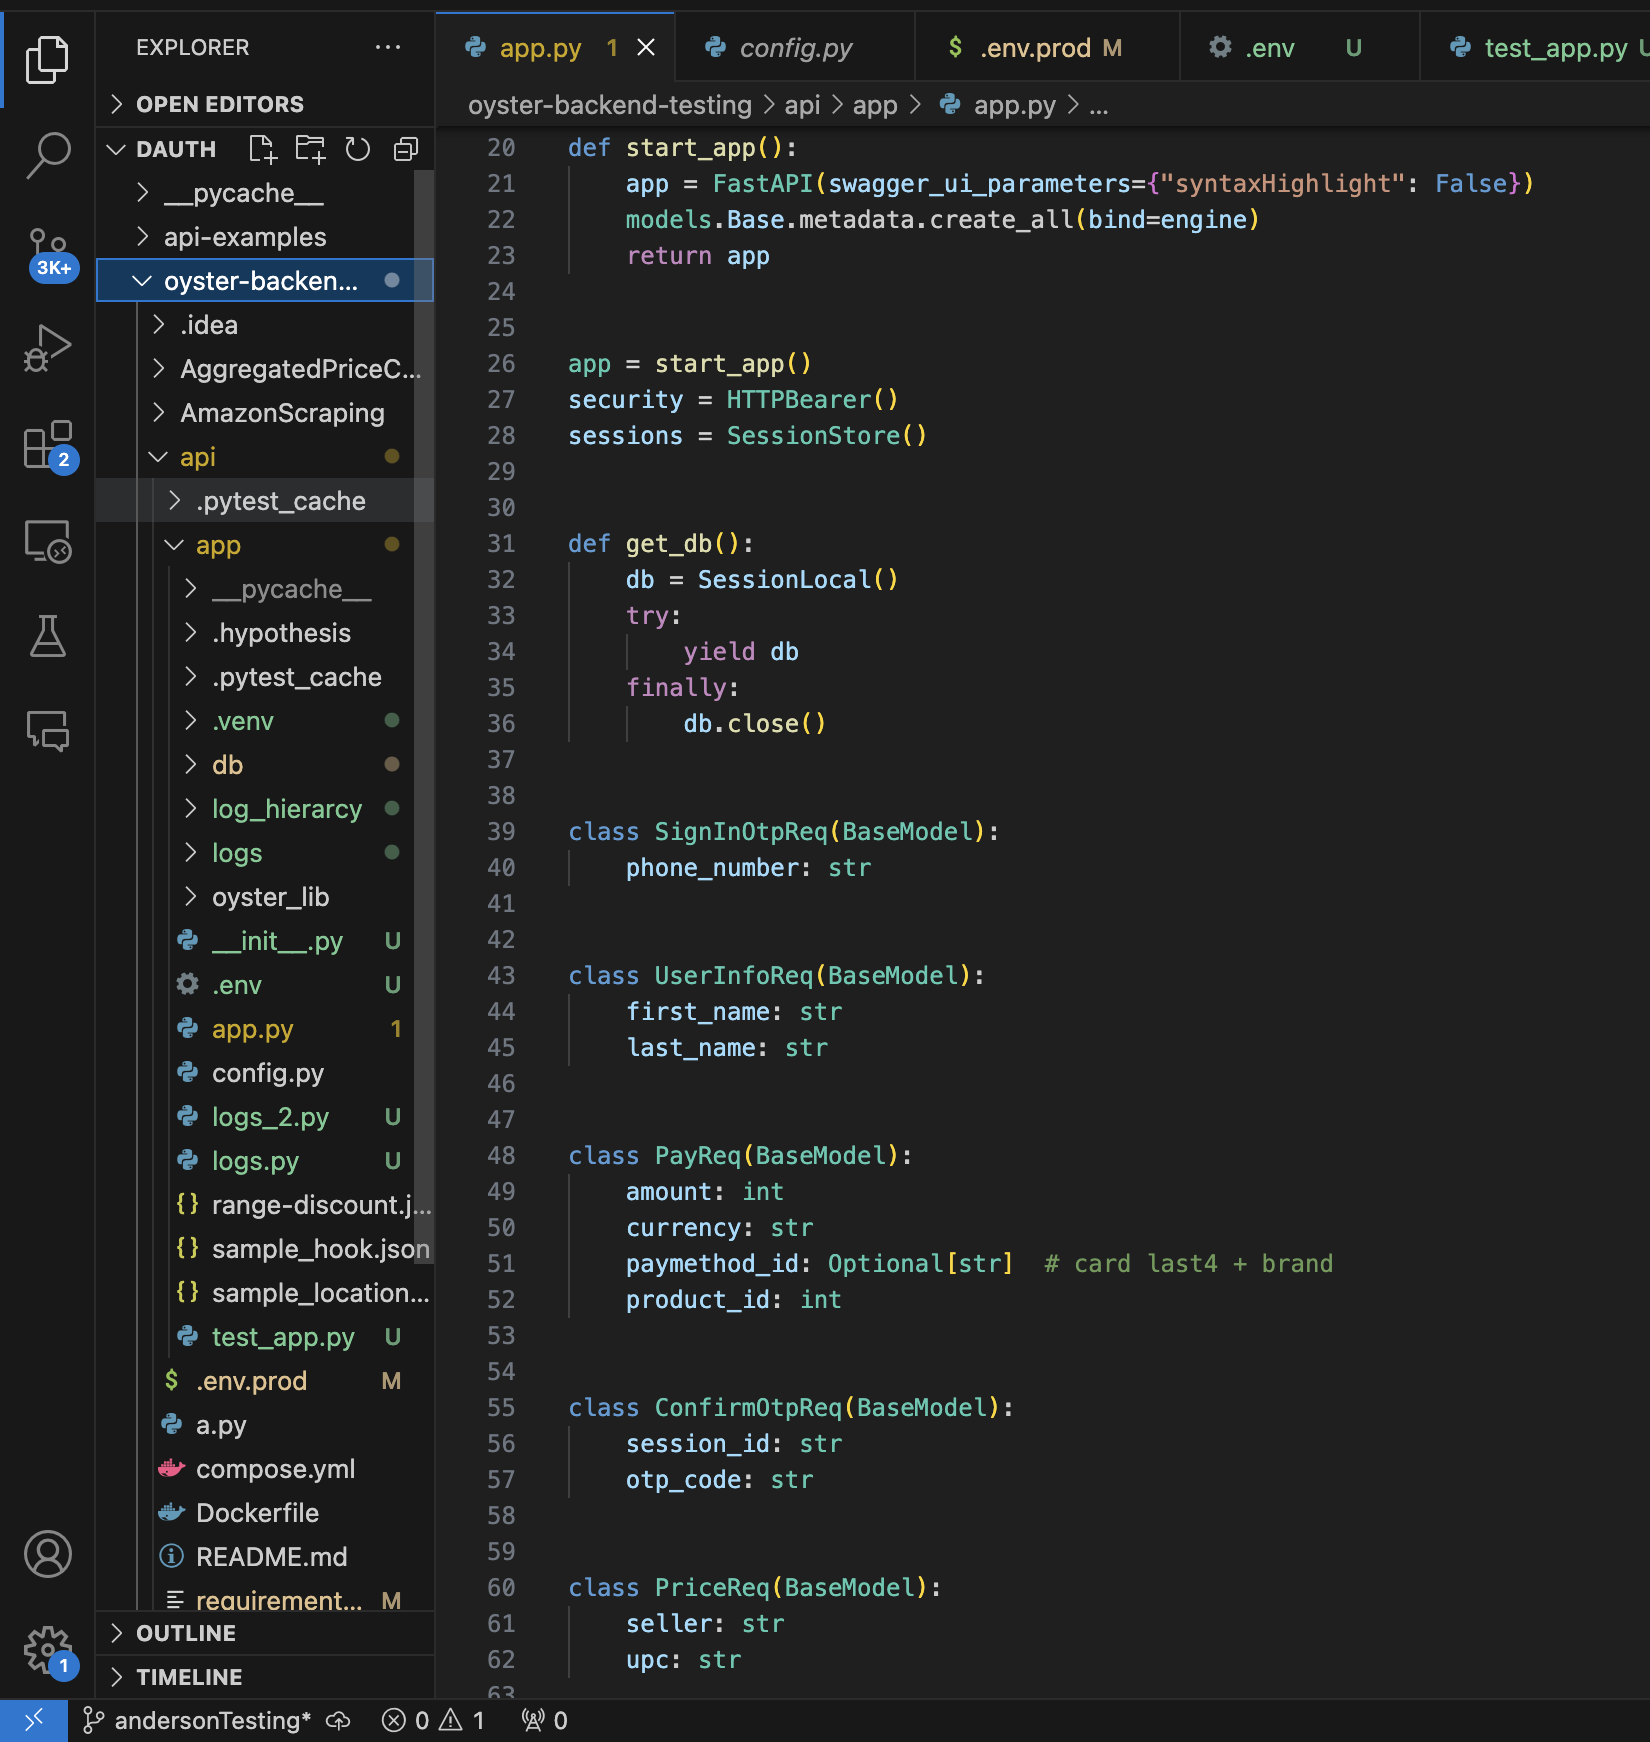 EXPLORER
OPEN EDITORS
DAUTH
__pycache__
api-examples
3K+
oyster-backen...
.idea
AggregatedPriceC...
AmazonScraping
api
2
.pytest_cache
app
__pycache__
.hypothesis
.pytest_cache
.venv
db
log_hierarcy
logs
oyster_lib
__init__.py U
.env U
app.py 1
config.py
logs_2.py U
logs.py U
{} range-discount.j...
{} sample_hook.json
{} sample_location...
test_app.py U
$ .env.prod M
a.py
compose.yml
Dockerfile
README.md
requirement... M
OUTLINE
1
TIMELINE
app.py 1
config.py
$ .env.prod M
.env U
test_app.py U
oyster-backend-testing > api > app > app.py > ...
20 def start_app():
21     app = FastAPI(swagger_ui_parameters={"syntaxHighlight": False})
22     models.Base.metadata.create_all(bind=engine)
23     return app
24
25
26 app = start_app()
27 security = HTTPBearer()
28 sessions = SessionStore()
29
30
31 def get_db():
32     db = SessionLocal()
33     try:
34         yield db
35     finally:
36         db.close()
37
38
39 class SignInOtpReq(BaseModel):
40     phone_number: str
41
42
43 class UserInfoReq(BaseModel):
44     first_name: str
45     last_name: str
46
47
48 class PayReq(BaseModel):
49     amount: int
50     currency: str
51     paymethod_id: Optional[str]  # card last4 + brand
52     product_id: int
53
54
55 class ConfirmOtpReq(BaseModel):
56     session_id: str
57     otp_code: str
58
59
60 class PriceReq(BaseModel):
61     seller: str
62     upc: str
63
andersonTesting* 0 1 0